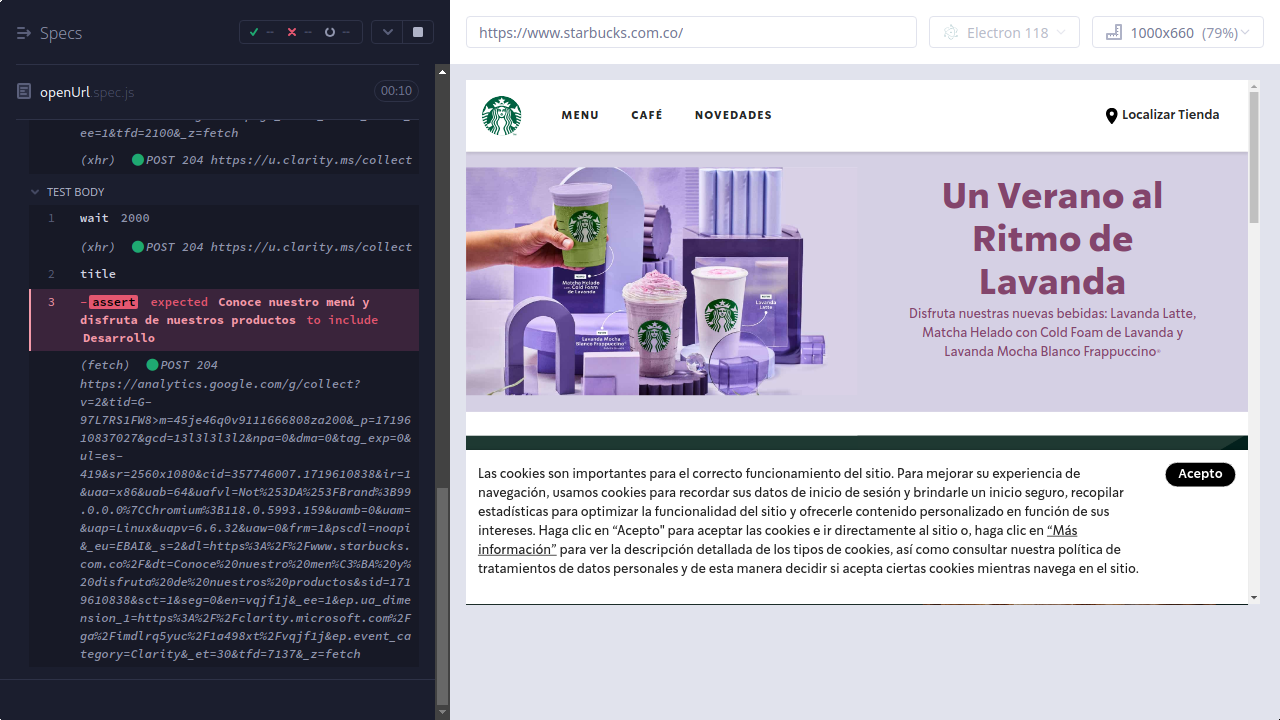 Specs
--
--
--
openUrl.spec.js
00:10
ee=1&tfd=2100&_z=fetch
(xhr) POST 204 https://u.clarity.ms/collect
TEST BODY
1 wait 2000
(xhr) POST 204 https://u.clarity.ms/collect
2 title
3 -assert expected Conoce nuestro menú y
disfruta de nuestros productos to include
Desarrollo
(fetch) POST 204
https://analytics.google.com/g/collect?
v=2&tid=G-
97L7RS1FW8>m=45je46q0v9111666808za200&_p=17196
10837027&gcd=13l3l3l3l2&npa=0&dma=0&tag_exp=0&
ul=es-
419&sr=2560x1080&cid=357746007.1719610838&ir=1
&uaa=x86&uab=64&uafvl=Not%253DA%253FBrand%3B99
.0.0.0%7CChromium%3B118.0.5993.159&uamb=0&uam=
&uap=Linux&uapv=6.6.32&uaw=0&frm=1&pscdl=noapi
&_eu=EBAI&_s=2&dl=https%3A%2F%2Fwww.starbucks.
com.co%2F&dt=Conoce%20nuestro%20men%C3%BA%20y%
20disfruta%20de%20nuestros%20productos&sid=171
9610838&sct=1&seg=0&en=vqjf1j&_ee=1&ep.ua_dime
nsion_1=https%3A%2F%2Fclarity.microsoft.com%2F
ga%2Fimdlrq5yuc%2F1a498xt%2Fvqjf1j&ep.event_ca
tegory=Clarity&_et=30&tfd=7137&_z=fetch
https://www.starbucks.com.co/
Electron 118
1000x660 (79%)
MENU
CAFÉ
NOVEDADES
Localizar Tienda
Matcha Helado
con Cold Foam
de Lavanda
Lavanda
Latte
Lavanda Mocha
Blanco Frappuccino
Un Verano al
Ritmo de
Lavanda
Disfruta nuestras nuevas bebidas: Lavanda Latte,
Matcha Helado con Cold Foam de Lavanda y
Lavanda Mocha Blanco Frappuccino®
Las cookies son importantes para el correcto funcionamiento del sitio. Para mejorar su experiencia de
navegación, usamos cookies para recordar sus datos de inicio de sesión y brindarle un inicio seguro, recopilar
estadísticas para optimizar la funcionalidad del sitio y ofrecerle contenido personalizado en función de sus
intereses. Haga clic en “Acepto" para aceptar las cookies e ir directamente al sitio o, haga clic en “Más
información” para ver la descripción detallada de los tipos de cookies, así como consultar nuestra política de
tratamientos de datos personales y de esta manera decidir si acepta ciertas cookies mientras navega en el sitio.
Acepto